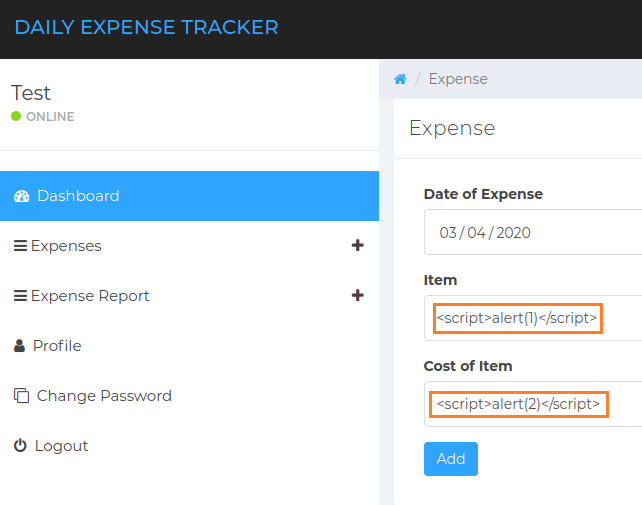 DAILY EXPENSE TRACKER
Test
ONLINE
Dashboard
Expenses
Expense Report
Profile
Change Password
Logout
/ Expense
Expense
Date of Expense
03 / 04 / 2020
Item
<script>alert(1)</script>
Cost of Item
<script>alert(2)</script>
Add